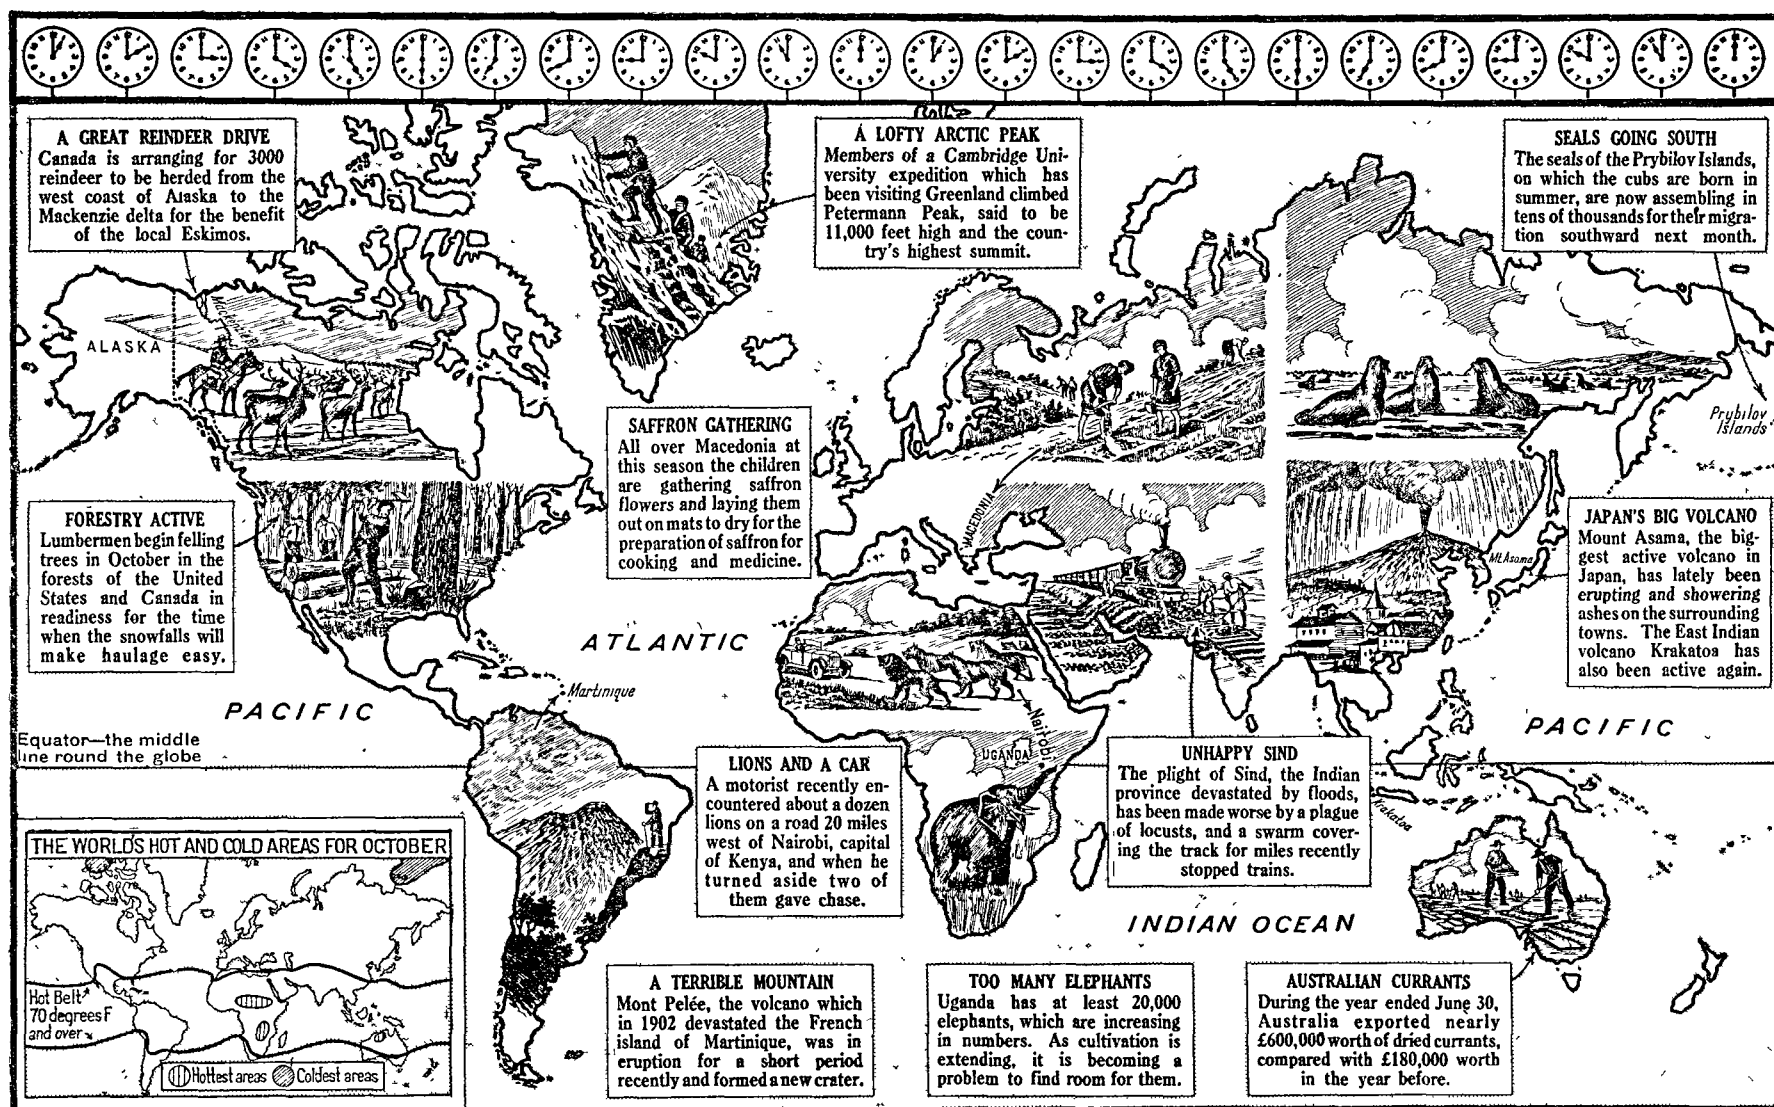 A GREAT REINDEER DRIVE
Canada is arranging for 3000
reindeer to be herded from the
west coast of Alaska to the
Mackenzie delta for the benefit
of the local Eskimos.
A LOFTY ARCTIC PEAK
Members of a Cambridge Uni-
versity expedition which has
been visiting Greenland climbed
Petermann Peak, said to be
11,000 feet high and the coun-
try's highest summit.
SEALS GOING SOUTH
The seals of the Prybilov Islands,
on which the cubs are born in
summer, are now assembling in
tens of thousands for their migra-
tion southward next month.
ALASKA
Prybilov
Islands
SAFFRON GATHERING
All over Macedonia at
this season the children
are gathering saffron
flowers and laying them
out on mats to dry for the
preparation of saffron for
cooking and medicine.
MACEDONIA
FORESTRY ACTIVE
Lumbermen begin felling
trees in October in the
forests of the United
States and Canada in
readiness for the time
when the snowfalls will
make haulage easy.
JAPAN'S BIG VOLCANO
Mount Asama, the big-
gest active volcano in
Japan, has lately been
erupting and showering
ashes on the surrounding
towns. The East Indian
volcano Krakatoa has
also been active again.
Mt. Asama
ATLANTIC
Martinique
PACIFIC
PACIFIC
Nairobi
UGANDA
Equator—the middle
line round the globe
LIONS AND A CAR
A motorist recently en-
countered about a dozen
lions on a road 20 miles
west of Nairobi, capital
of Kenya, and when he
turned aside two of
them gave chase.
UNHAPPY SIND
The plight of Sind, the Indian
province devastated by floods,
has been made worse by a plague
of locusts, and a swarm cover-
ing the track for miles recently
stopped trains.
Krakatoa
INDIAN OCEAN
THE WORLD'S HOT AND COLD AREAS FOR OCTOBER
Hot Belt
70 degrees F
and over
Hottest areas
Coldest areas
A TERRIBLE MOUNTAIN
Mont Pelée, the volcano which
in 1902 devastated the French
island of Martinique, was in
eruption for a short period
recently and formed a new crater.
TOO MANY ELEPHANTS
Uganda has at least 20,000
elephants, which are increasing
in numbers. As cultivation is
extending, it is becoming a
problem to find room for them.
AUSTRALIAN CURRANTS
During the year ended June 30,
Australia exported nearly
£600,000 worth of dried currants,
compared with £180,000 worth
in the year before.